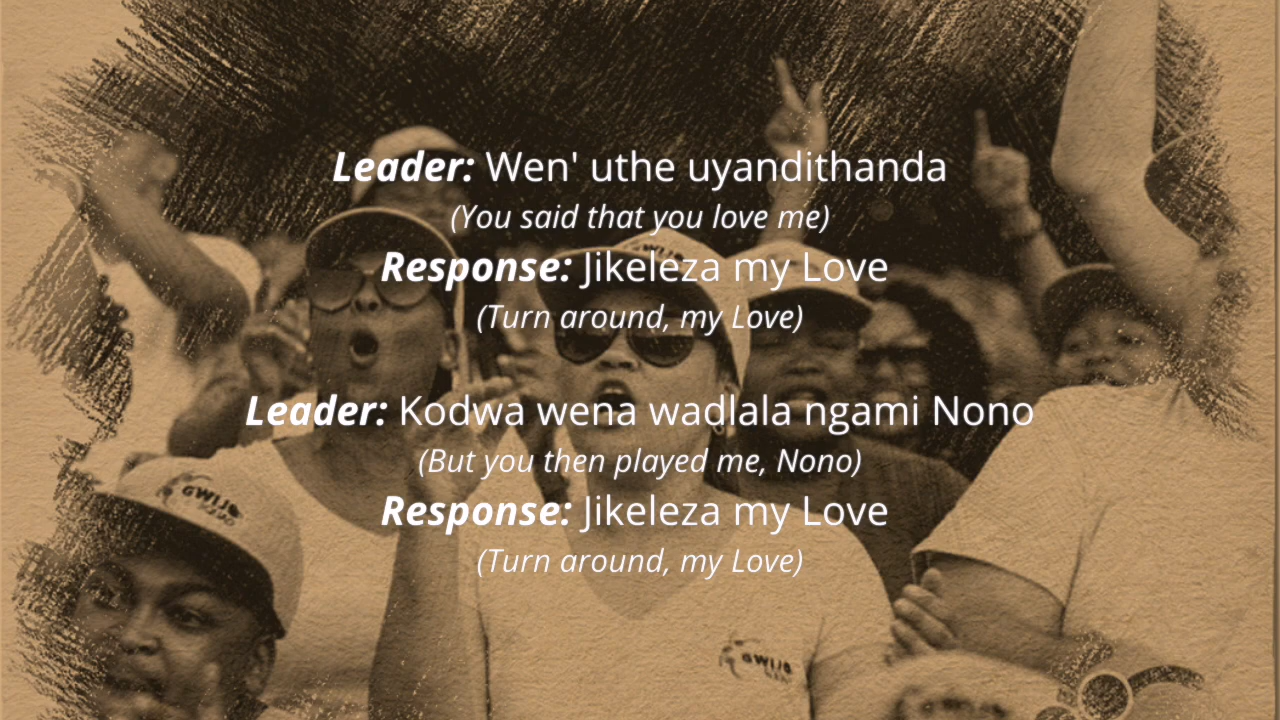 Leader: Wen' uthe uyandithanda
(You said that you love me)
Response: Jikeleza my Love
(Turn around, my Love)
Leader: Kodwa wena wadlala ngami Nono
(But you then played me, Nono)
Response: Jikeleza my Love
(Turn around, my Love)
GWIJO
GWIJO